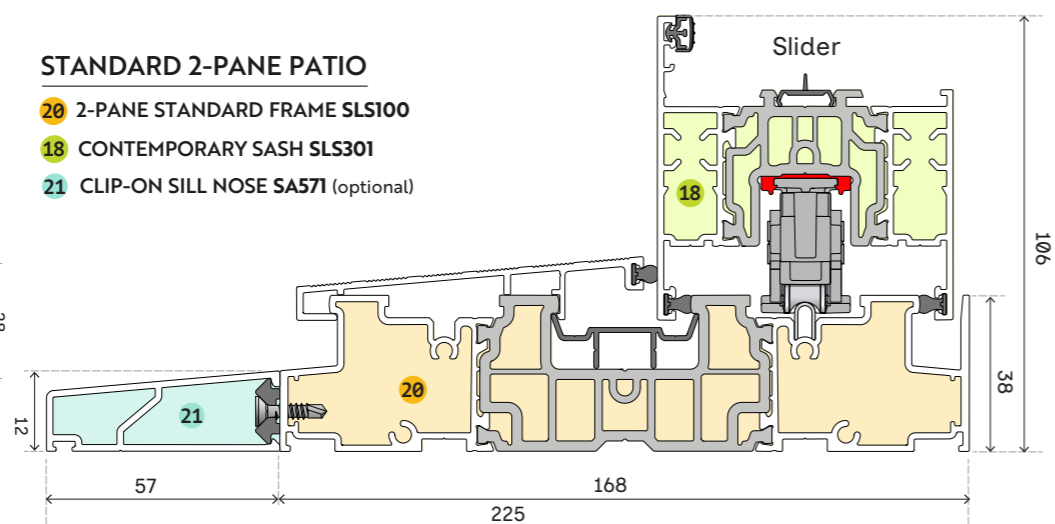 STANDARD 2-PANE PATIO
20 2-PANE STANDARD FRAME SLS100
18 CONTEMPORARY SASH SLS301
21 CLIP-ON SILL NOSE SA571 (optional)
Slider
18
106
20
38
21
12
57
168
225